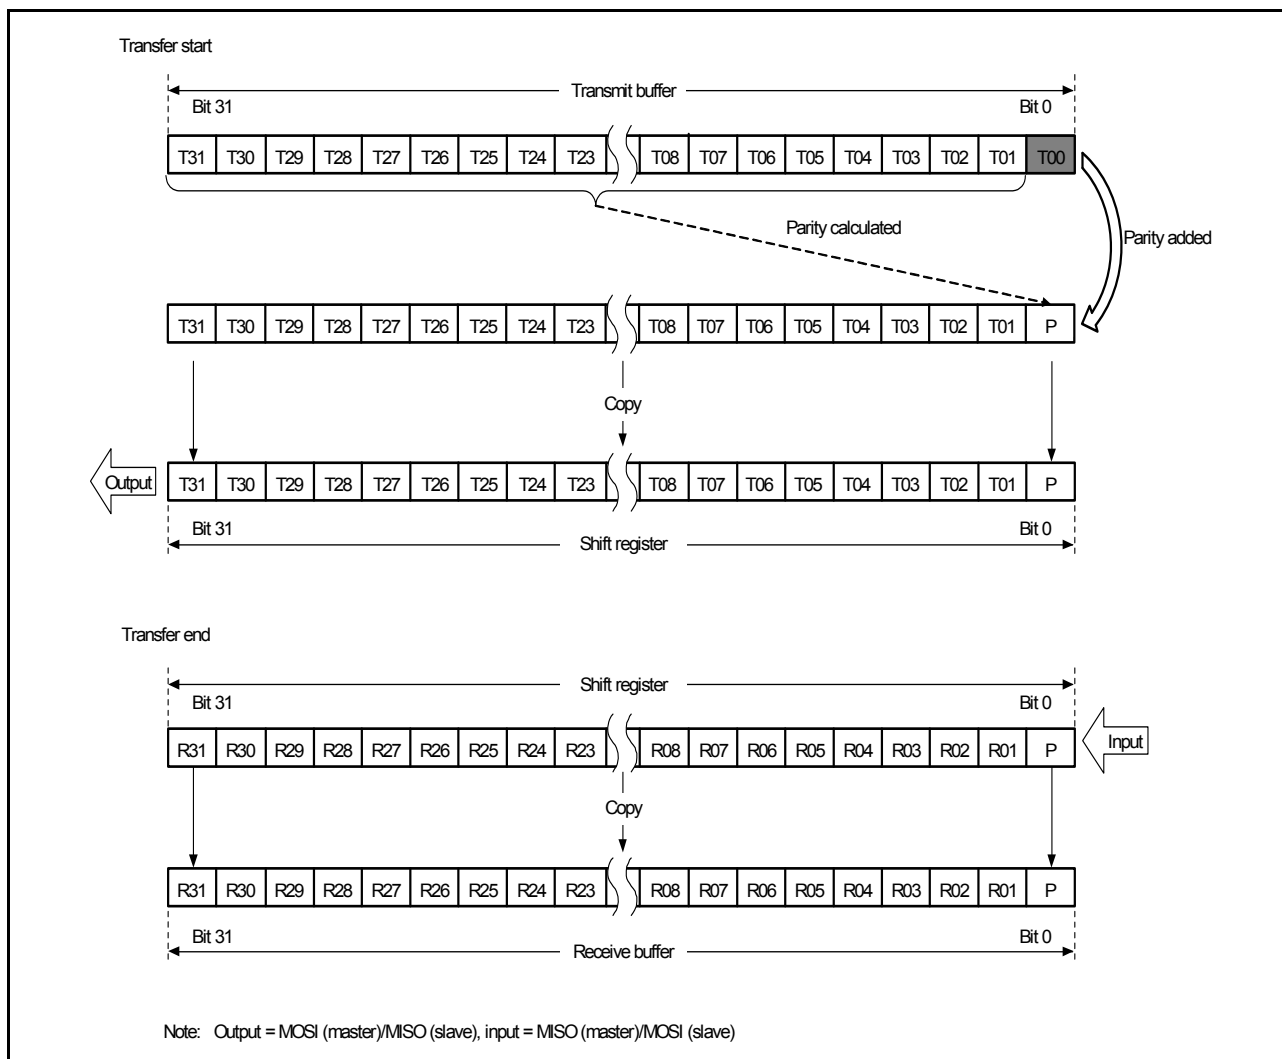 Transfer start
Transmit buffer
Bit 31 Bit 0
T31 T30 T29 T28 T27 T26 T25 T24 T23 T08 T07 T06 T05 T04 T03 T02 T01 T00
Parity calculated
Parity added
T31 T30 T29 T28 T27 T26 T25 T24 T23 T08 T07 T06 T05 T04 T03 T02 T01 P
Copy
Output
T31 T30 T29 T28 T27 T26 T25 T24 T23 T08 T07 T06 T05 T04 T03 T02 T01 P
Bit 31 Bit 0
Shift register
Transfer end
Shift register
Bit 31 Bit 0
R31 R30 R29 R28 R27 R26 R25 R24 R23 R08 R07 R06 R05 R04 R03 R02 R01 P
Input
Copy
R31 R30 R29 R28 R27 R26 R25 R24 R23 R08 R07 R06 R05 R04 R03 R02 R01 P
Bit 31 Bit 0
Receive buffer
Note: Output = MOSI (master)/MISO (slave), input = MISO (master)/MOSI (slave)